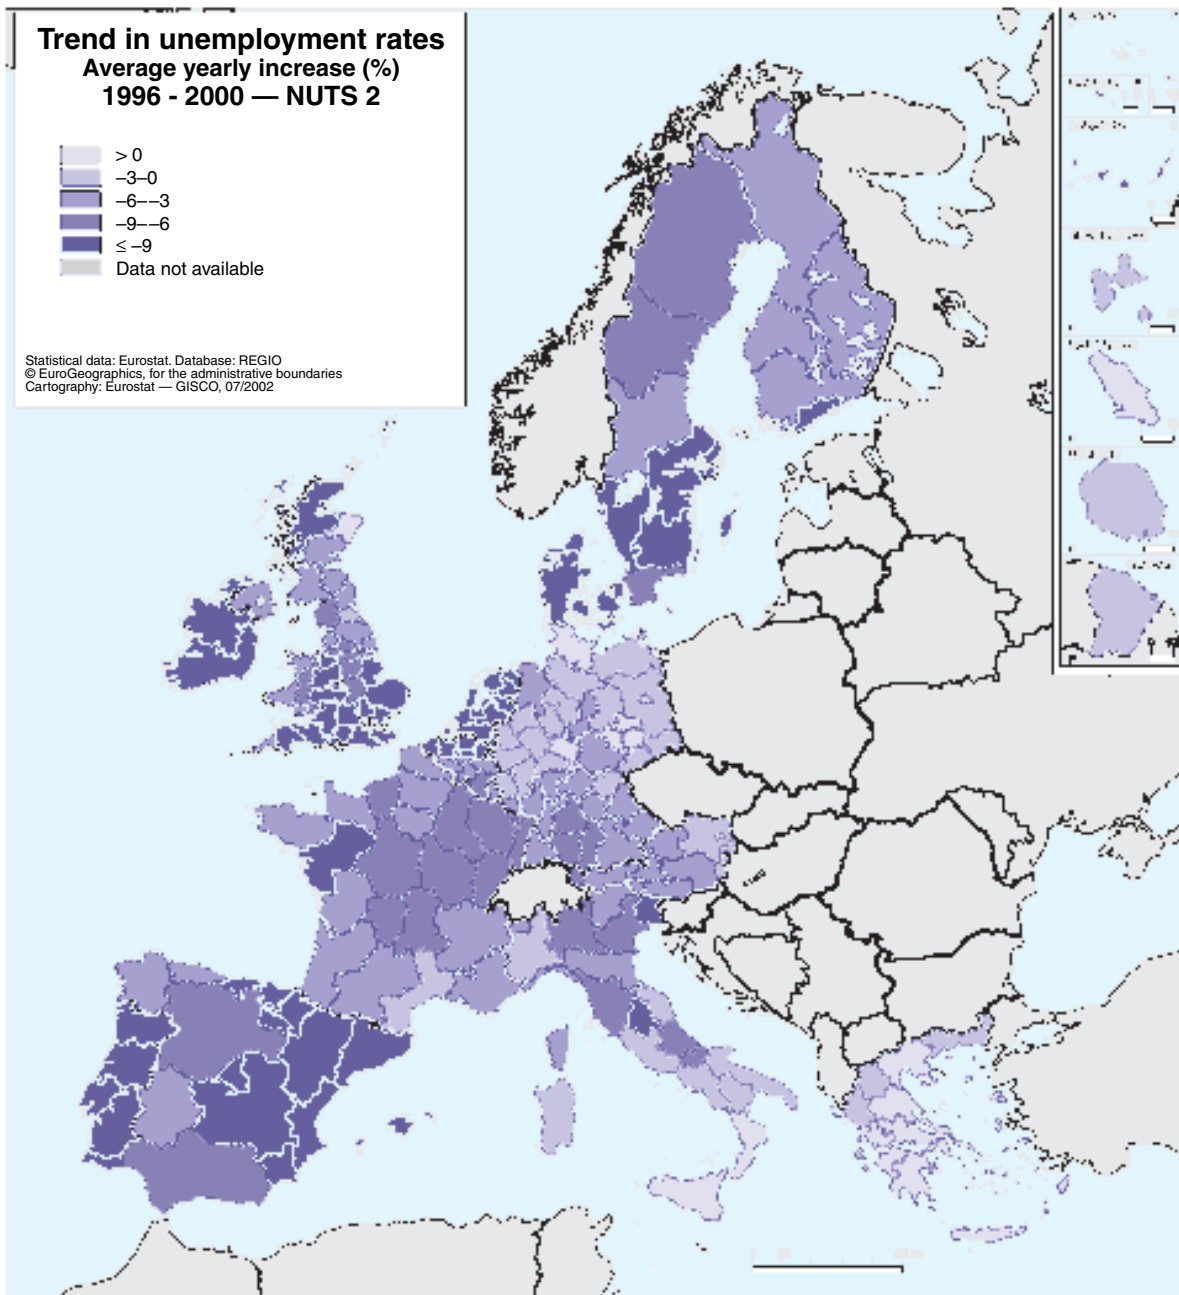 Trend in unemployment rates
Average yearly increase (%)
1996 - 2000 — NUTS 2
> 0
–3–0
–6––3
–9––6
≤ –9
Data not available
Statistical data: Eurostat. Database: REGIO
© EuroGeographics, for the administrative boundaries
Cartography: Eurostat — GISCO, 07/2002